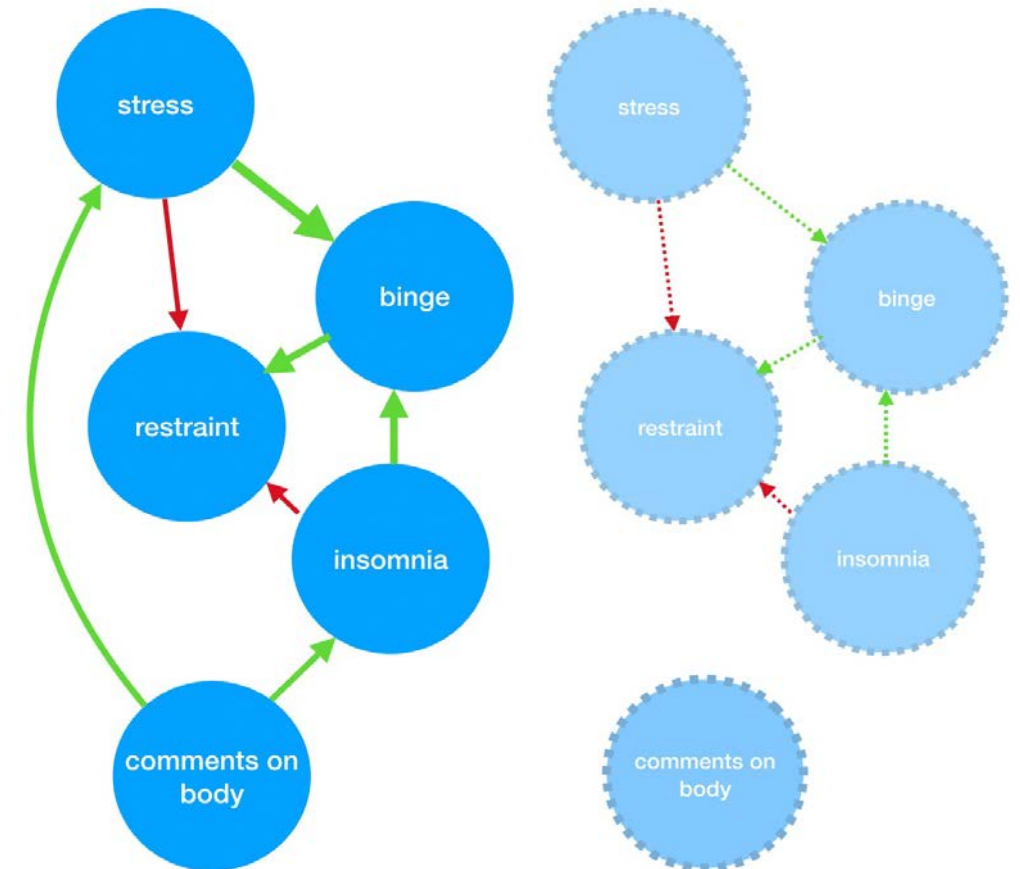 stress
binge
restraint
insomnia
comments on
body
stress
binge
restraint
insomnia
comments on
body